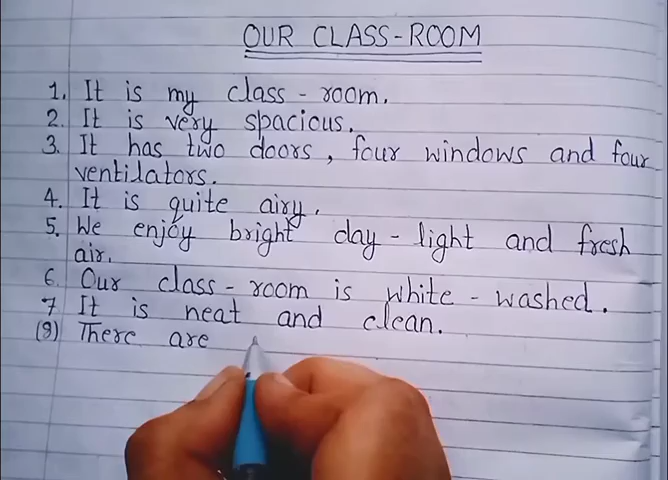 OUR CLASS-ROOM
1. It is my class-room.
2. It is very spacious.
3. It has two doors, four windows and four
ventilators.
4. It is quite airy.
5. We enjoy bright day-light and fresh
air.
6. Our class-room is white-washed.
7 It is neat and clean.
(8) There are